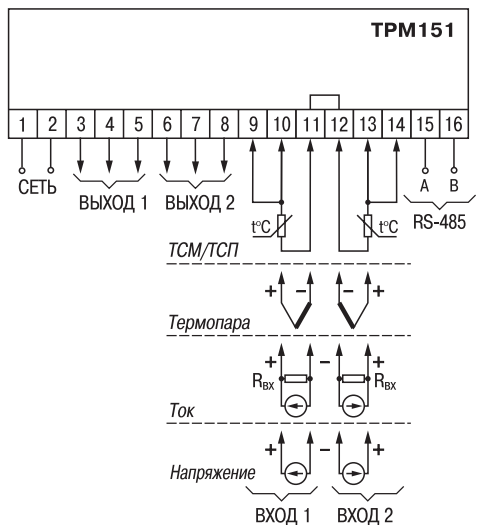 ТРМ151
1 2 3 4 5 6 7 8 9 10 11 12 13 14 15 16
СЕТЬ
ВЫХОД 1
ВЫХОД 2
A
B
RS-485
t°C
t°C
ТСМ/ТСП
+ – – +
Термопара
+ – +
Rвх
Rвх
Ток
+ – +
Напряжение
ВХОД 1
ВХОД 2